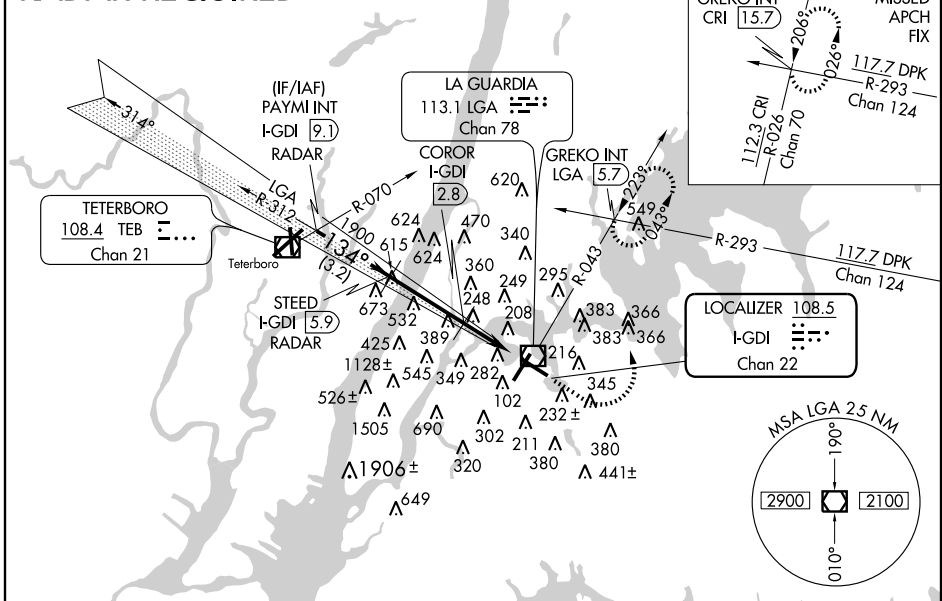 CRI 15.7
APCH
FIX
206°
026°
117.7 DPK
R-293
Chan 124
112.3 CRI
R-026
Chan 70
314°
(IF/IAF)
PAYMI INT
I-GDI 9.1
RADAR
LA GUARDIA
113.1 LGA
Chan 78
COROR
I-GDI
2.8
GREKO INT
LGA 5.7
LGA
R-312
R-070
1900
134°
(3.2)
TETERBORO
108.4 TEB
Chan 21
Teterboro
STEED
I-GDI 5.9
RADAR
223°
043°
R-043
R-293
117.7 DPK
Chan 124
LOCALIZER 108.5
I-GDI
Chan 22
620
549
624
470
624
615
340
360
249
295
248
673
532
208
383
366
389
383
366
425
216
1128±
545
349
282
345
526±
102
232±
1505
690
302
211
380
320
380
1906±
441±
649
MSA LGA 25 NM
190°
2900
2100
010°